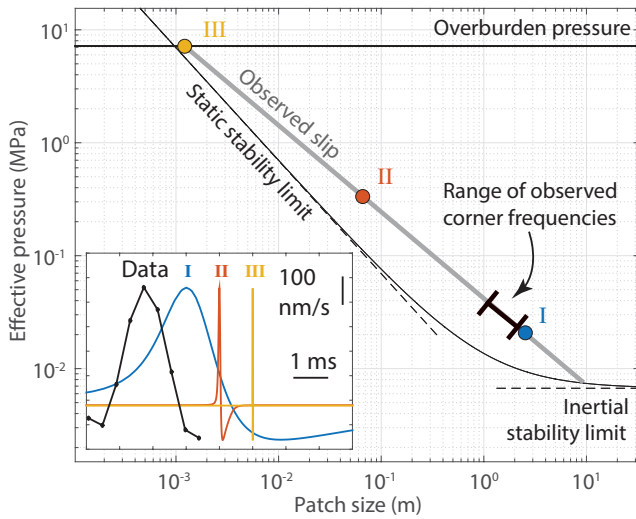 III
Overburden pressure
10^1
Observed slip
Static stability limit
II
10^0
Range of observed
corner frequencies
Effective pressure (MPa)
10^-1
Data I II III 100
nm/s
I
1 ms
10^-2
Inertial
stability limit
10^-3 10^-2 10^-1 10^0 10^1
Patch size (m)